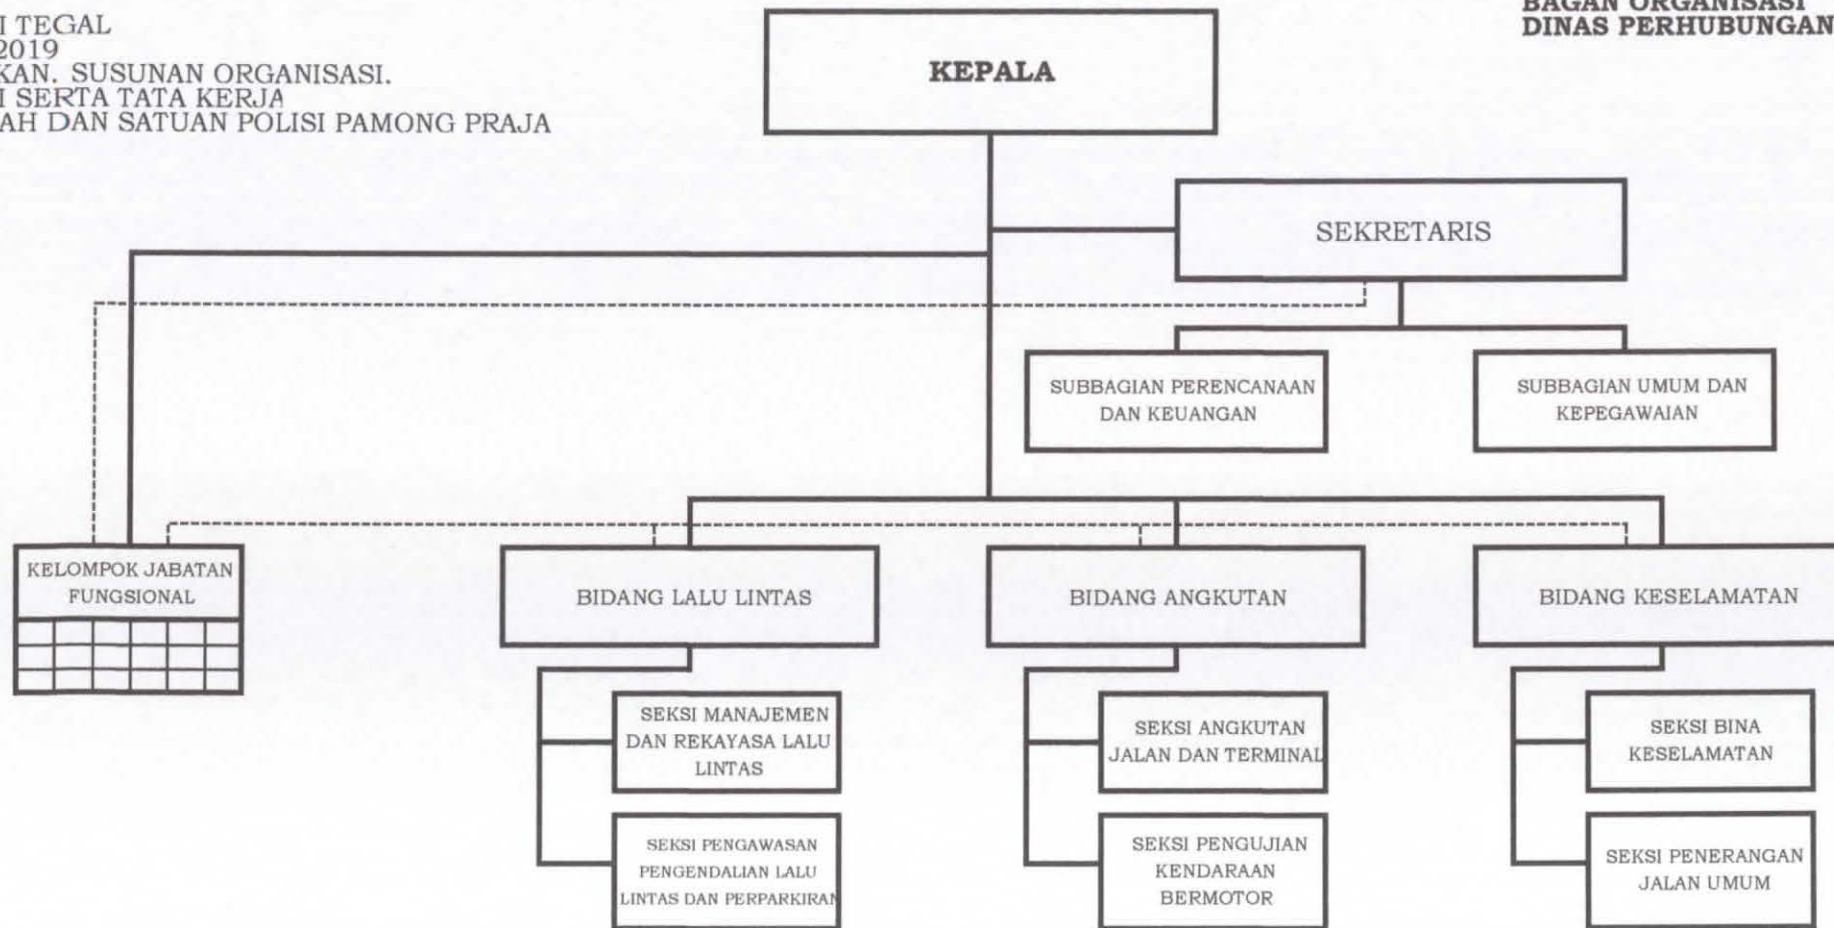 I TEGAL
2019
KAN. SUSUNAN ORGANISASI.
I SERTA TATA KERJA
AH DAN SATUAN POLISI PAMONG PRAJA
BAGAN ORGANISASI
DINAS PERHUBUNGAN
KEPALA
SEKRETARIS
SUBBAGIAN PERENCANAAN
DAN KEUANGAN
SUBBAGIAN UMUM DAN
KEPEGAWAIAN
KELOMPOK JABATAN
FUNGSIONAL
BIDANG LALU LINTAS
BIDANG ANGKUTAN
BIDANG KESELAMATAN
SEKSI MANAJEMEN
DAN REKAYASA LALU
LINTAS
SEKSI ANGKUTAN
JALAN DAN TERMINAL
SEKSI BINA
KESELAMATAN
SEKSI PENGAWASAN
PENGENDALIAN LALU
LINTAS DAN PERPARKIRAN
SEKSI PENGUJIAN
KENDARAAN
BERMOTOR
SEKSI PENERANGAN
JALAN UMUM